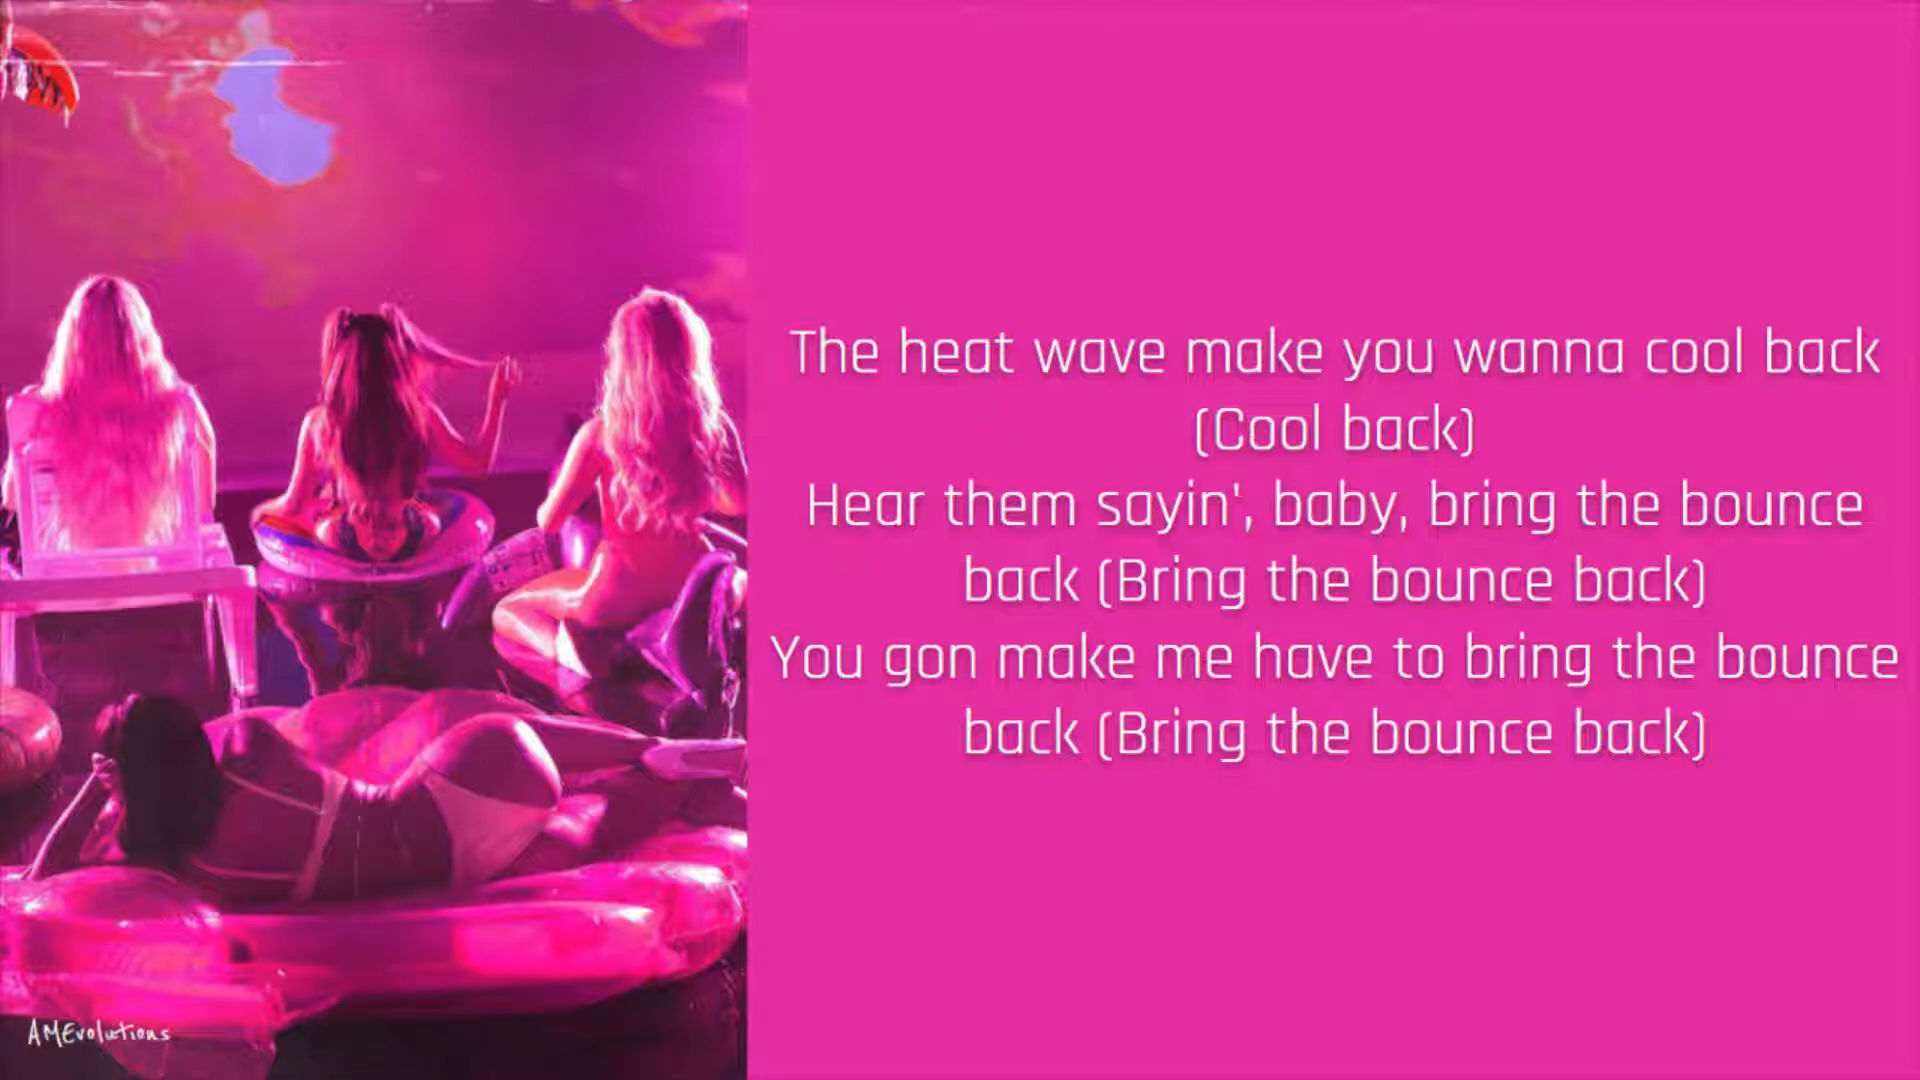 The heat wave make you wanna cool back
(Cool back)
Hear them sayin', baby, bring the bounce
back (Bring the bounce back)
You gon make me have to bring the bounce
back (Bring the bounce back)
AMEvolutions